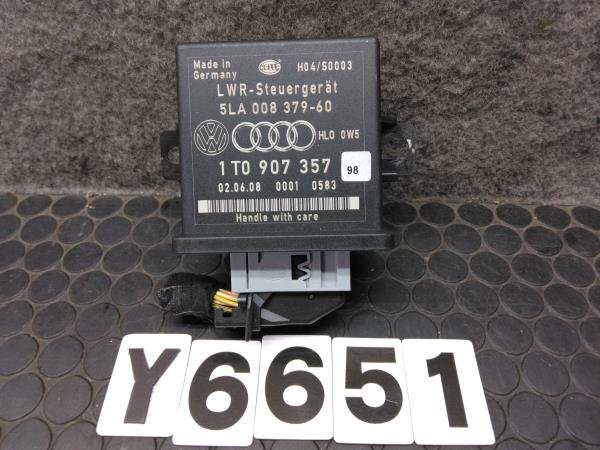 Made in
Germany
HELLA
H04/S0003
LWR-Steuergerät
5LA 008 379-60
HLO 0W5
1T0 907 357
98
02.06.08 0001 0583
Handle with care
Y6651